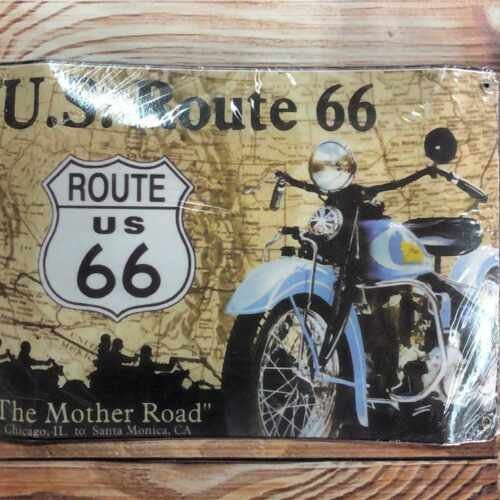 U.S. Route 66
ROUTE
US
66
The Mother Road"
Chicago, IL to Santa Monica, CA